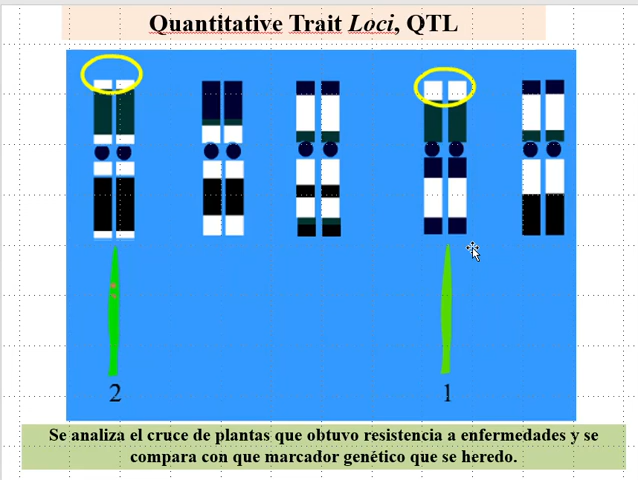 Quantitative Trait Loci, QTL
2
1
Se analiza el cruce de plantas que obtuvo resistencia a enfermedades y se
compara con que marcador genético que se heredo.